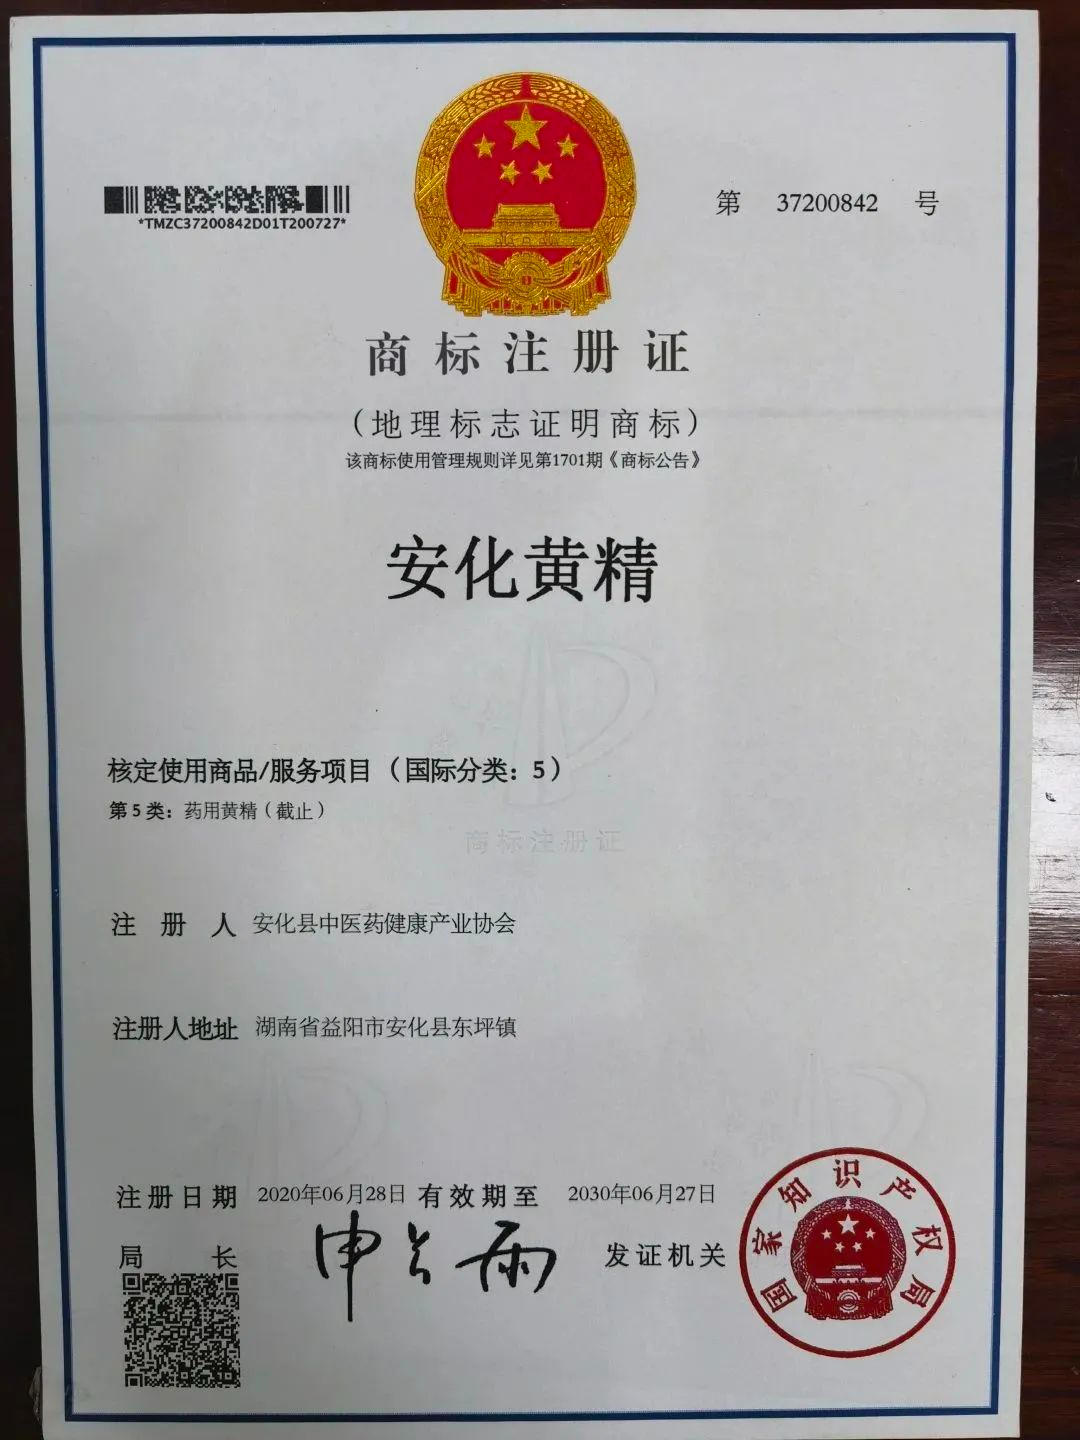 *TMZC37200842D01T200727*
第 37200842 号
商标注册证
(地理标志证明商标)
该商标使用管理规则详见第1701期《商标公告》
安化黄精
核定使用商品/服务项目（国际分类：5）
第5类：药用黄精（截止）
商标注册证
注册人 安化县中医药健康产业协会
注册人地址 湖南省益阳市安化县东坪镇
注册日期 2020年06月28日 有效期至 2030年06月27日
局长 申长雨 发证机关
国家知识产权局